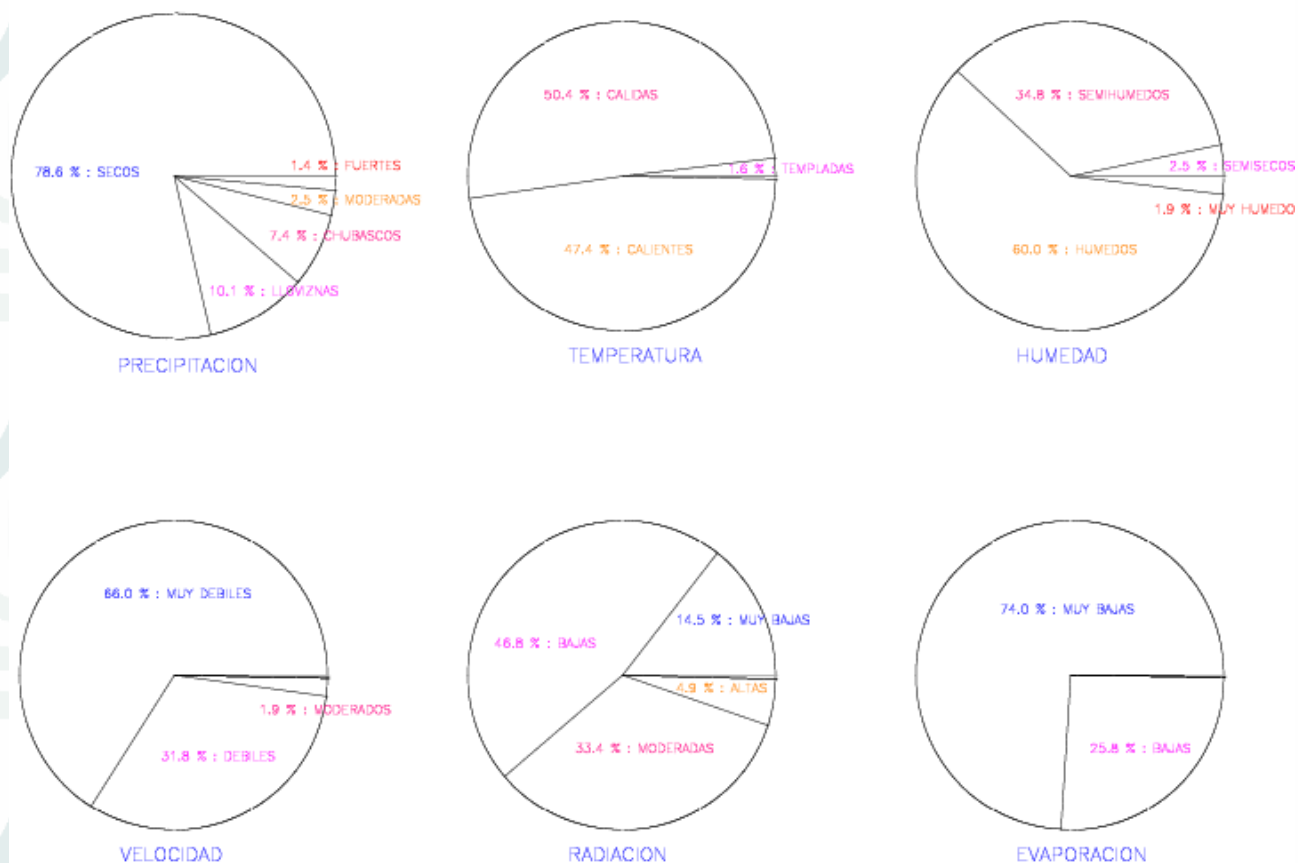 50.4 % : CALIDAS
34.8 % : SEMIHUMEDOS
78.6 % : SECOS
1.4 % : FUERTES
1.6 % : TEMPLADAS
2.5 % : SEMISECOS
2.5 % : MODERADAS
1.9 % : MUY HUMEDO
7.4 % : CHUBASCOS
47.4 % : CALIENTES
60.0 % : HUMEDOS
10.1 % : LLOVIZNAS
PRECIPITACION
TEMPERATURA
HUMEDAD
66.0 % : MUY DEBILES
14.5 % : MUY BAJAS
74.0 % : MUY BAJAS
46.8 % : BAJAS
4.9 % : ALTAS
1.9 % : MODERADOS
31.8 % : DEBILES
33.4 % : MODERADAS
25.8 % : BAJAS
VELOCIDAD
RADIACION
EVAPORACION